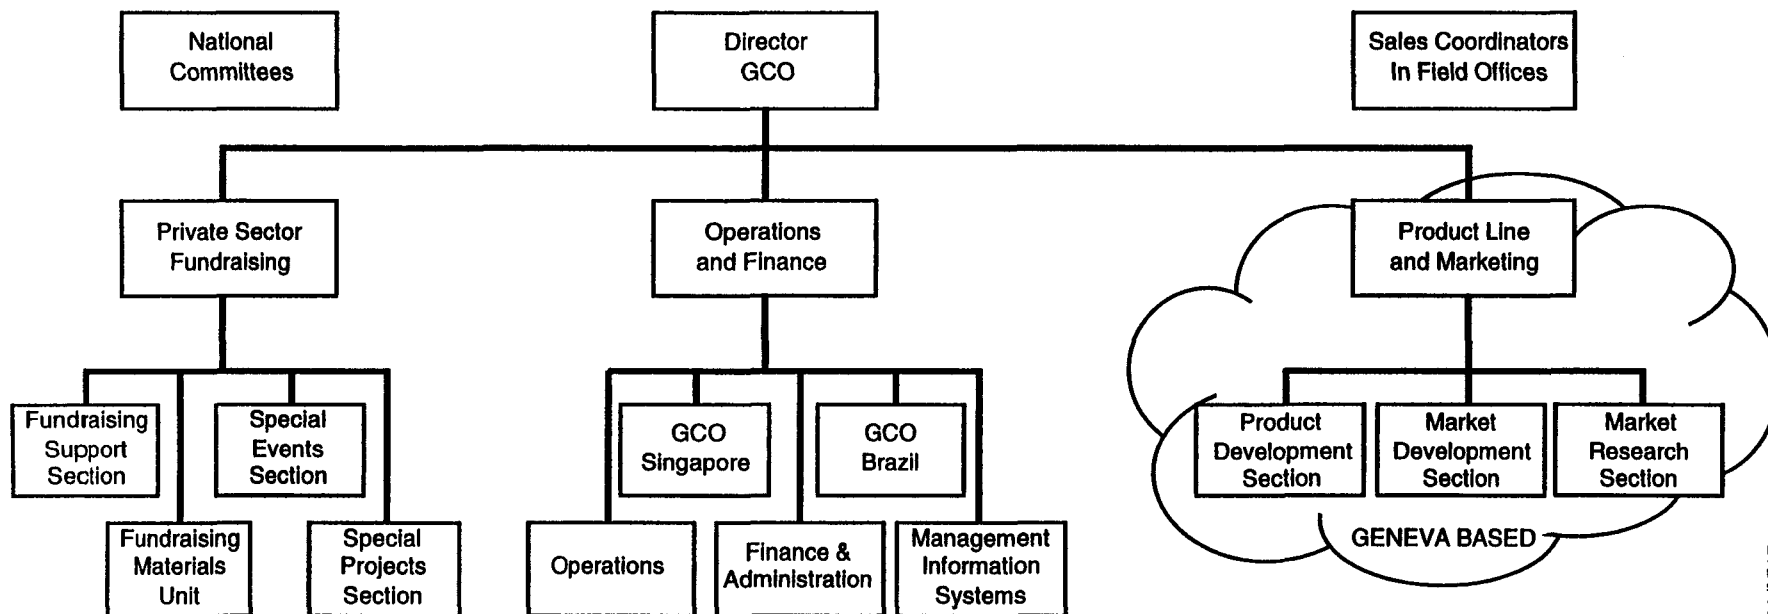 National
Committees
Director
GCO
Sales Coordinators
In Field Offices
Private Sector
Fundraising
Operations
and Finance
Product Line
and Marketing
Fundraising
Support
Section
Special
Events
Section
GCO
Singapore
GCO
Brazil
Product
Development
Section
Market
Development
Section
Market
Research
Section
Fundraising
Materials
Unit
Special
Projects
Section
Operations
Finance &
Administration
Management
Information
Systems
GENEVA BASED